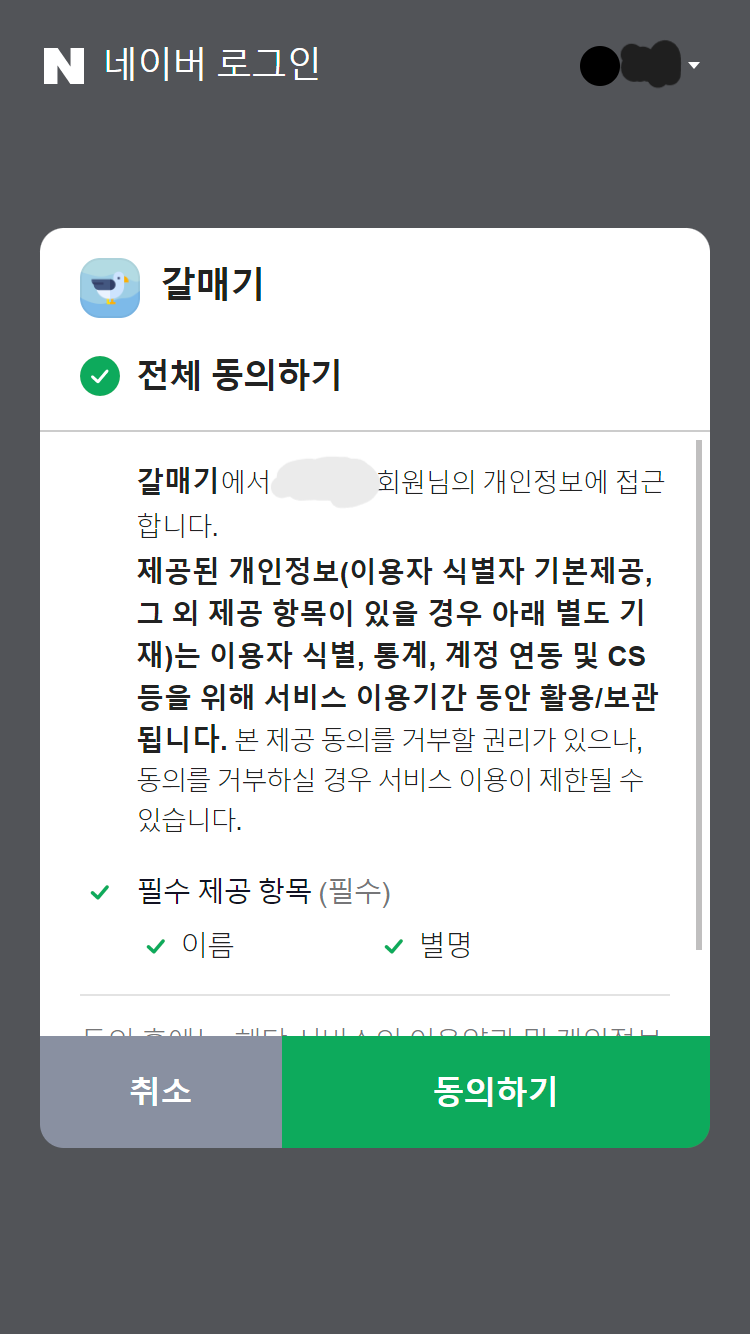 N 네이버 로그인
갈매기
전체 동의하기
갈매기에서 회원님의 개인정보에 접근
합니다.
제공된 개인정보(이용자 식별자 기본제공,
그 외 제공 항목이 있을 경우 아래 별도 기
재)는 이용자 식별, 통계, 계정 연동 및 CS
등을 위해 서비스 이용기간 동안 활용/보관
됩니다. 본 제공 동의를 거부할 권리가 있으나,
동의를 거부하실 경우 서비스 이용이 제한될 수
있습니다.
필수 제공 항목 (필수)
이름 별명
취소 동의하기